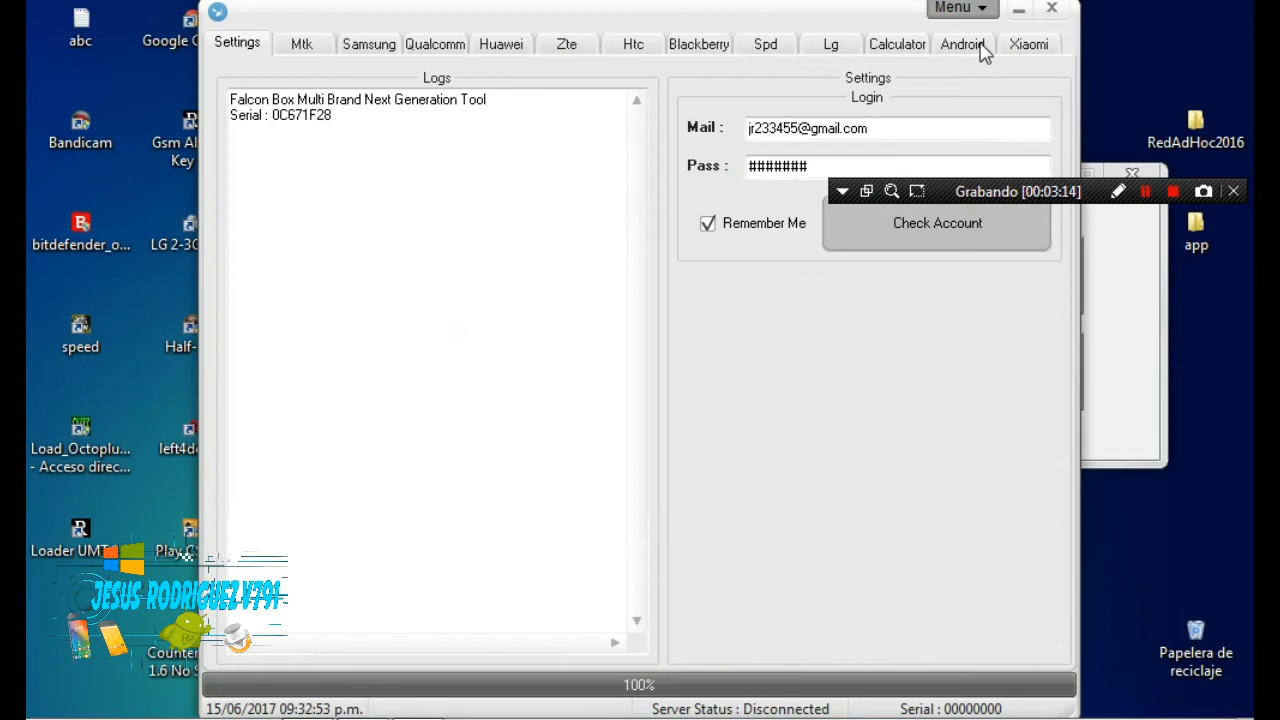 abc
Google C
Bandicam
Gsm Al
Key
bitdefender_o...
LG 2-3G
speed
Half-
Load_Octoplu...
- Acceso direc...
left4d
Loader UMT
Play
Counter
1.6 No S
JESUS RODRIGUEZ V791
Menu
Settings Mtk Samsung Qualcomm Huawei Zte Htc Blackberry Spd Lg Calculator Android Xiaomi
Logs
Falcon Box Multi Brand Next Generation Tool
Serial : 0C671F28
Settings
Login
Mail : jr233455@gmail.com
Pass : #######
Grabando [00:03:14]
Remember Me
Check Account
100%
15/06/2017 09:32:53 p.m.
Server Status : Disconnected
Serial : 00000000
RedAdHoc2016
app
Papelera de
reciclaje